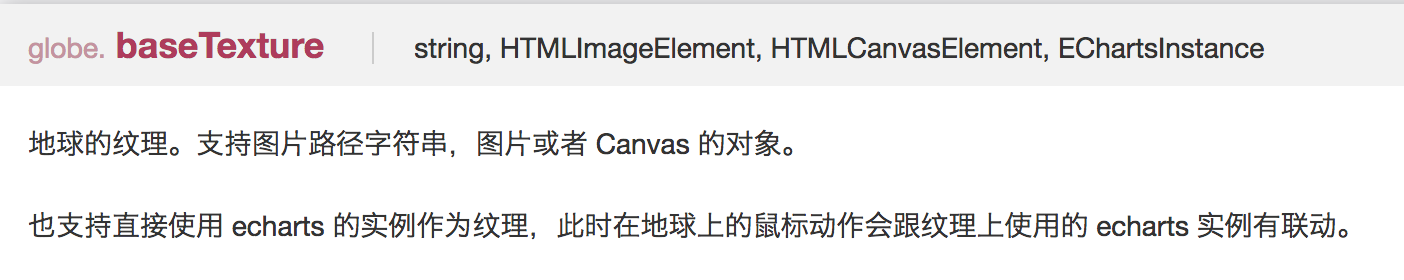 globe. baseTexture string, HTMLImageElement, HTMLCanvasElement, EChartsInstance
地球的纹理。支持图片路径字符串，图片或者 Canvas 的对象。
也支持直接使用 echarts 的实例作为纹理，此时在地球上的鼠标动作会跟纹理上使用的 echarts 实例有联动。